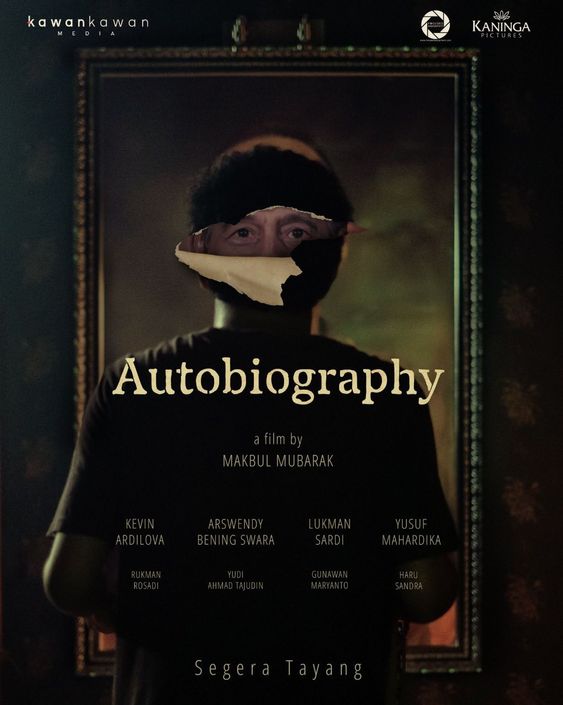 kawankawan
MEDIA
KANINGA
PICTURES
Autobiography
a film by
MAKBUL MUBARAK
KEVIN
ARDILOVA
ARSWENDY
BENING SWARA
LUKMAN
SARDI
YUSUF
MAHARDIKA
RUKMAN
ROSADI
YUDI
AHMAD TAJUDIN
GUNAWAN
MARYANTO
HARU
SANDRA
Segera Tayang